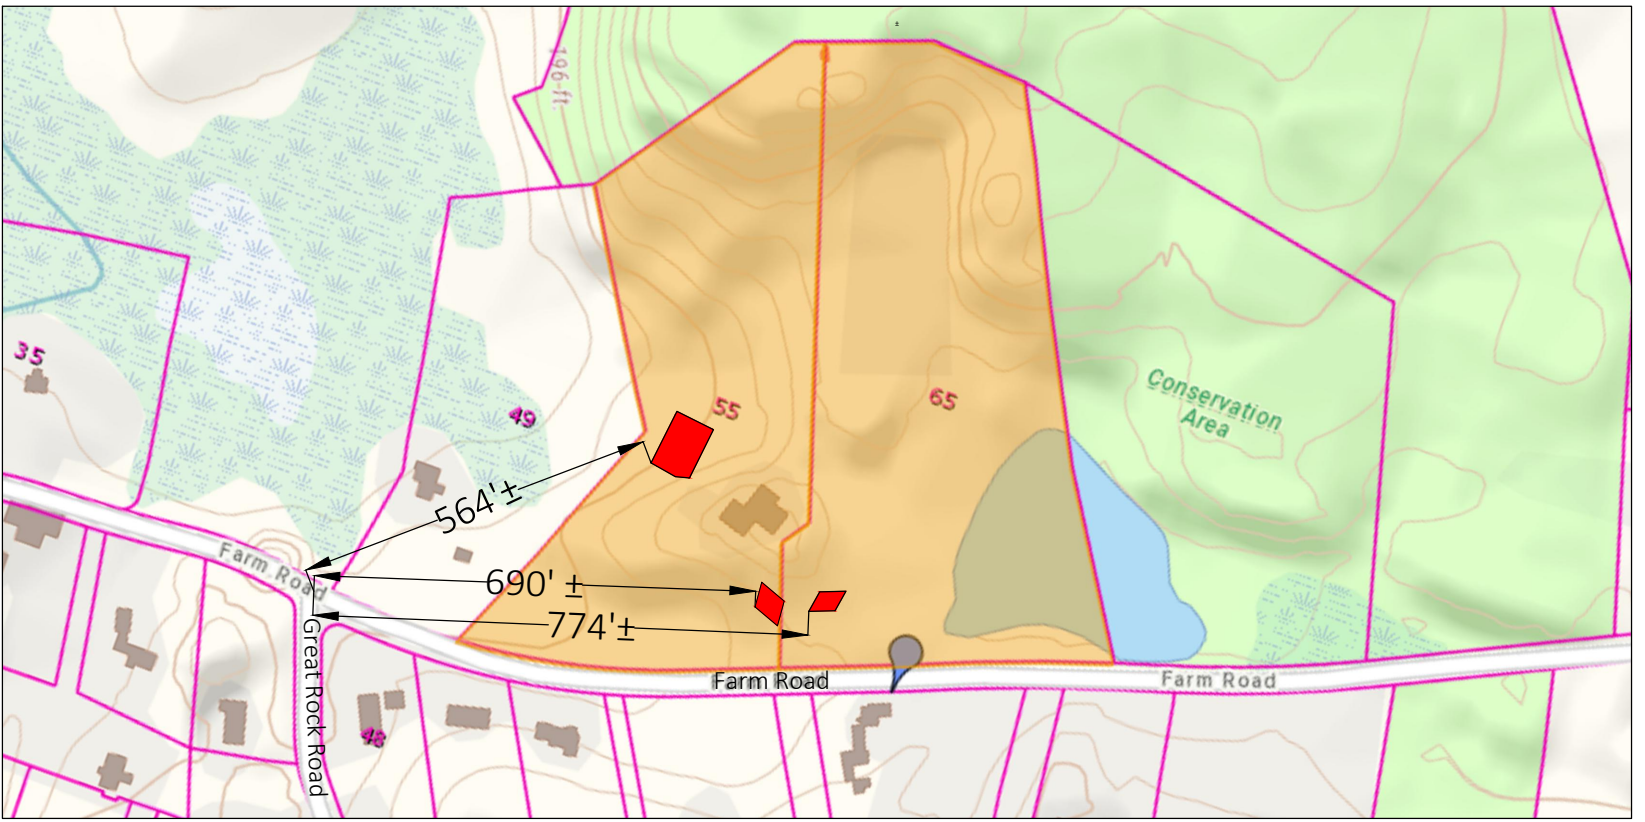 ±
196 ft.
35
55
65
Conservation
Area
49
564'±
Farm Road
690' ±
774'±
Great Rock Road
Farm Road
Farm Road
48